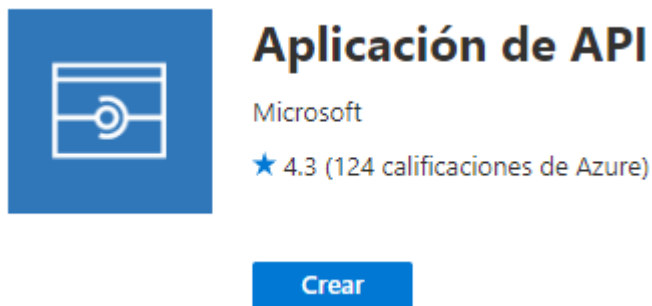 Aplicación de API
Microsoft
★ 4.3 (124 calificaciones de Azure)
Crear